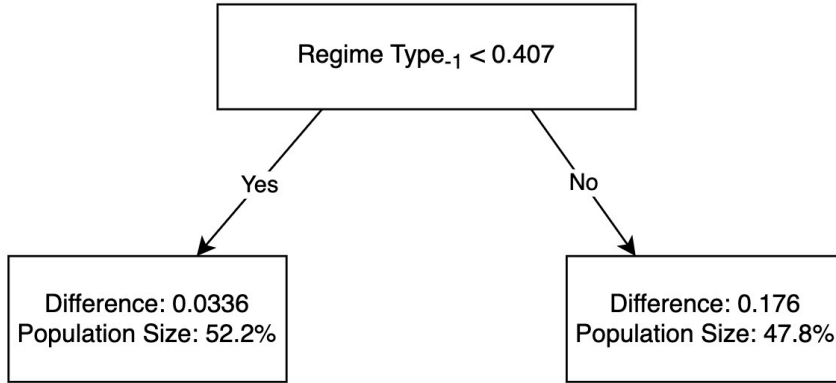 Regime Type-1 < 0.407
Yes
No
Difference: 0.0336
Population Size: 52.2%
Difference: 0.176
Population Size: 47.8%